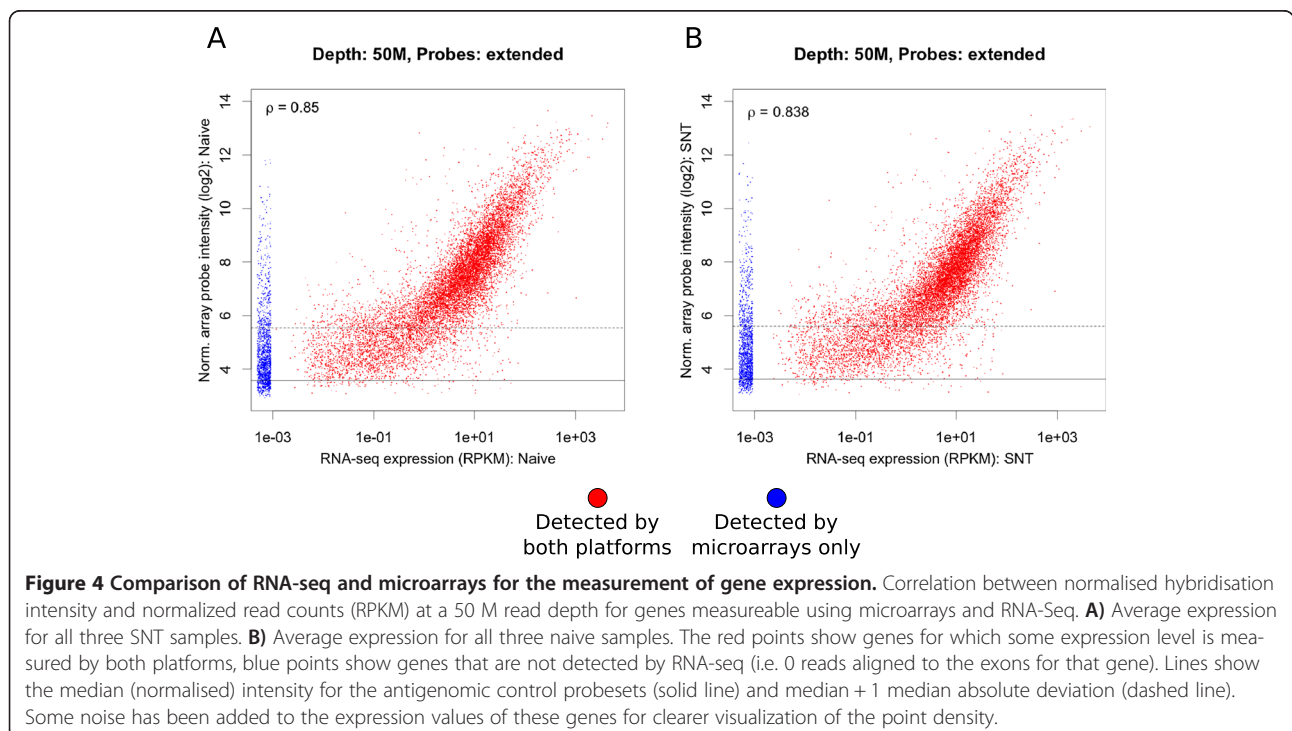 A
B
Depth: 50M, Probes: extended
Depth: 50M, Probes: extended
ρ = 0.85
ρ = 0.838
Norm. array probe intensity (log2): Naive
14
12
10
8
6
4
Norm. array probe intensity (log2): SNT
14
12
10
8
6
4
1e-03 1e-01 1e+01 1e+03
1e-03 1e-01 1e+01 1e+03
RNA-seq expression (RPKM): Naive
RNA-seq expression (RPKM): SNT
Detected by
both platforms
Detected by
microarrays only
Figure 4 Comparison of RNA-seq and microarrays for the measurement of gene expression. Correlation between normalised hybridisation
intensity and normalized read counts (RPKM) at a 50 M read depth for genes measureable using microarrays and RNA-Seq. A) Average expression
for all three SNT samples. B) Average expression for all three naive samples. The red points show genes for which some expression level is mea-
sured by both platforms, blue points show genes that are not detected by RNA-seq (i.e. 0 reads aligned to the exons for that gene). Lines show
the median (normalised) intensity for the antigenomic control probesets (solid line) and median + 1 median absolute deviation (dashed line).
Some noise has been added to the expression values of these genes for clearer visualization of the point density.